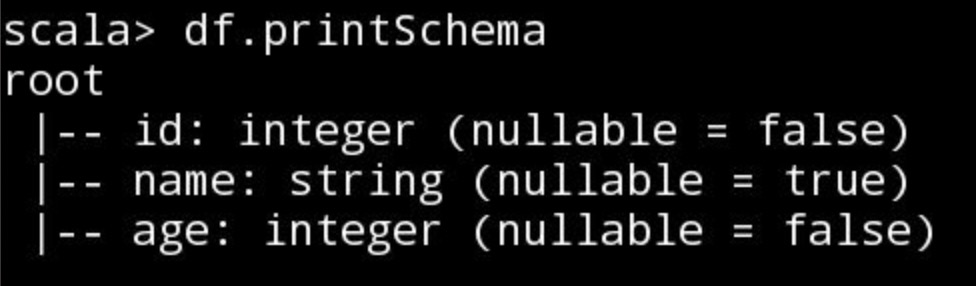 scala> df.printSchema
root
 |-- id: integer (nullable = false)
 |-- name: string (nullable = true)
 |-- age: integer (nullable = false)